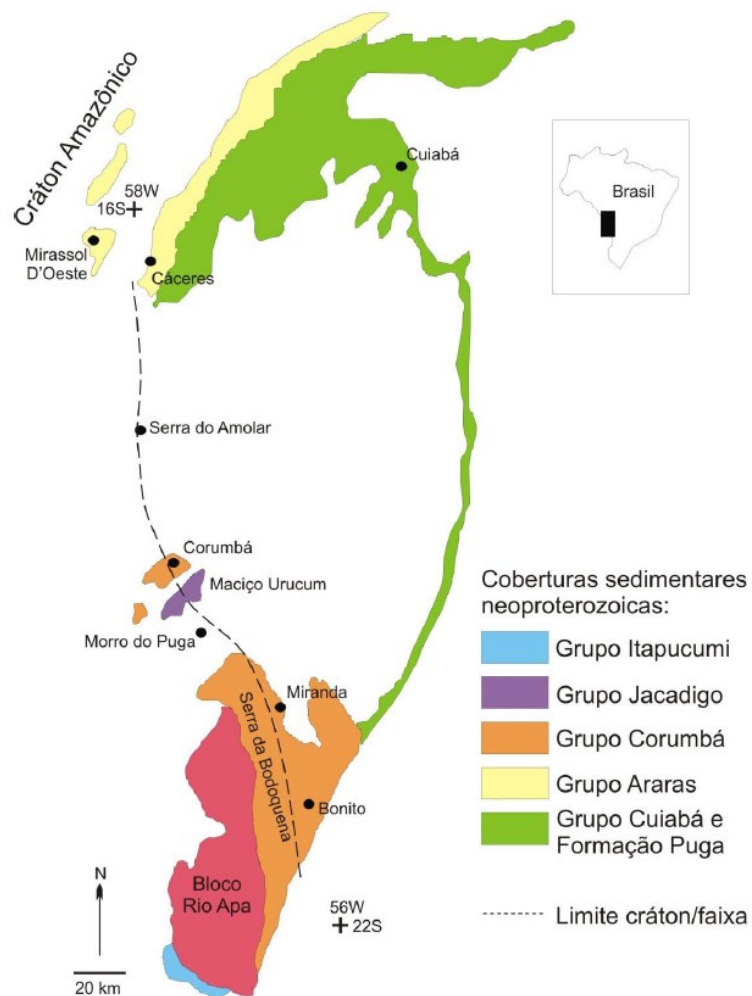 Cráton Amazônico
58W
16S
Mirassol
D'Oeste
Cáceres
Cuiabá
Brasil
Serra do Amolar
Corumbá
Maciço Urucum
Morro do Puga
Miranda
Serra da Bodoquena
Bonito
Bloco
Rio Apa
56W
22S
N
20 km
Coberturas sedimentares
neoproterozoicas:
Grupo Itapucumi
Grupo Jacadigo
Grupo Corumbá
Grupo Araras
Grupo Cuiabá e
Formação Puga
Limite cráton/faixa